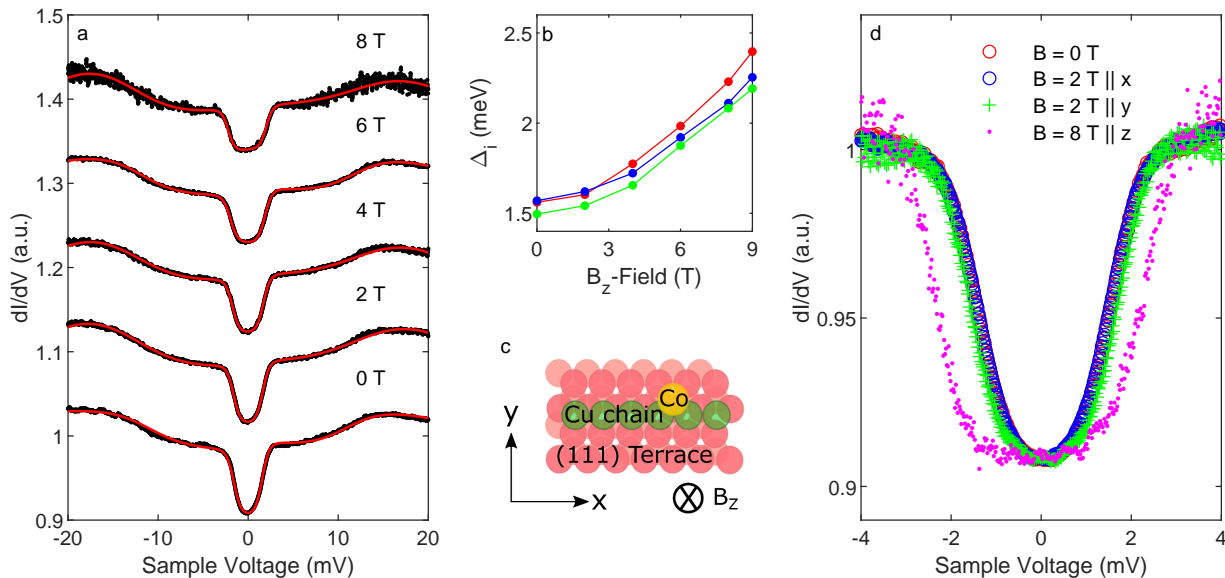 a
8 T
6 T
4 T
2 T
0 T
1.5
1.4
1.3
1.2
1.1
1
0.9
dI/dV (a.u.)
-20
-10
0
10
20
Sample Voltage (mV)
b
2.5
2
1.5
Δi (meV)
0
3
6
9
Bz-Field (T)
c
Co
Cu chain
(111) Terrace
y
x
Bz
d
B = 0 T
B = 2 T || x
B = 2 T || y
B = 8 T || z
1
0.95
0.9
dI/dV (a.u.)
-4
-2
0
2
4
Sample Voltage (mV)